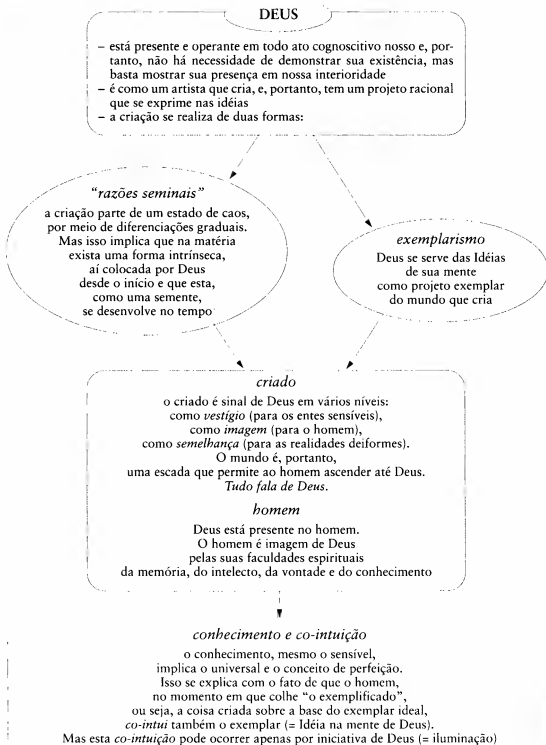 DEUS
– está presente e operante em todo ato cognoscitivo nosso e, por-
tanto, não há necessidade de demonstrar sua existência, mas
basta mostrar sua presença em nossa interioridade
– é como um artista que cria, e, portanto, tem um projeto racional
que se exprime nas idéias
– a criação se realiza de duas formas:
“razões seminais”
a criação parte de um estado de caos,
por meio de diferenciações graduais.
Mas isso implica que na matéria
exista uma forma intrínseca,
aí colocada por Deus
desde o início e que esta,
como uma semente,
se desenvolve no tempo
exemplarismo
Deus se serve das Idéias
de sua mente
como projeto exemplar
do mundo que cria
criado
o criado é sinal de Deus em vários níveis:
como vestígio (para os entes sensíveis),
como imagem (para o homem),
como semelhança (para as realidades deiformes).
O mundo é, portanto,
uma escada que permite ao homem ascender até Deus.
Tudo fala de Deus.
homem
Deus está presente no homem.
O homem é imagem de Deus
pelas suas faculdades espirituais
da memória, do intelecto, da vontade e do conhecimento
conhecimento e co-intuição
o conhecimento, mesmo o sensível,
implica o universal e o conceito de perfeição.
Isso se explica com o fato de que o homem,
no momento em que colhe “o exemplificado”,
ou seja, a coisa criada sobre a base do exemplar ideal,
co-intui também o exemplar (= Idéia na mente de Deus).
Mas esta co-intuição pode ocorrer apenas por iniciativa de Deus (= iluminação)